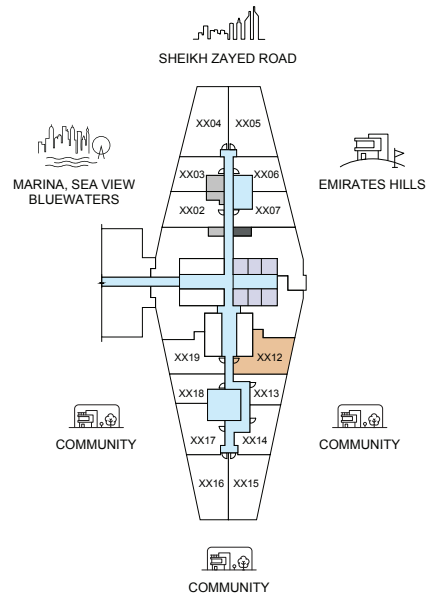 SHEIKH ZAYED ROAD
XX04
XX05
MARINA, SEA VIEW
BLUEWATERS
EMIRATES HILLS
XX03
XX06
XX02
XX07
XX19
XX12
XX18
XX13
COMMUNITY
COMMUNITY
XX17
XX14
XX16
XX15
COMMUNITY